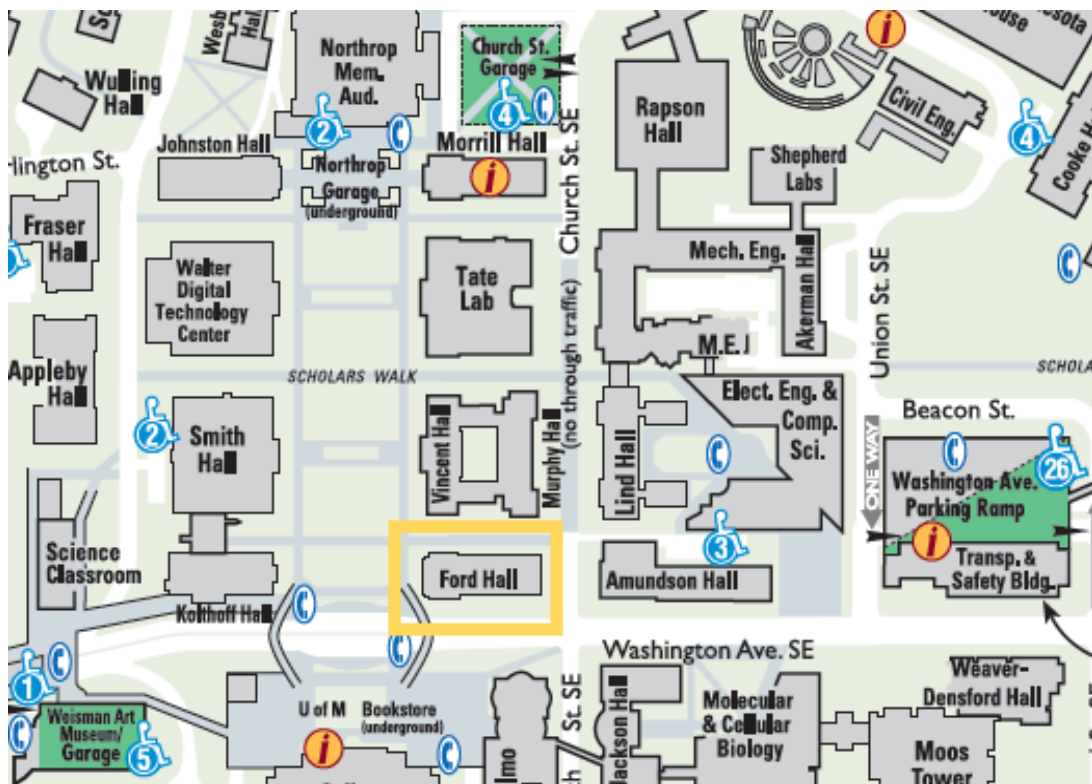 Northrop
Mem.
Aud.
Church St.
Garage
Rapson
Hall
Civil Eng.
Wulling
Hall
4
4
2
Johnston Hall
Morrill Hall
Northrop
Garage
(underground)
i
i
Shepherd
Labs
lington St.
Fraser
Hall
Church St. SE
(no through traffic)
Mech. Eng.
Akerman Hall
Union St. SE
Walter
Digital
Technology
Center
Tate
Lab
M.E.
Appleby
Hall
SCHOLARS WALK
SCHOLA
Elect. Eng. &
Comp.
Sci.
Beacon St.
2
Smith
Hall
Vincent Hall
Murphy Hall
Lind Hall
ONE WAY
26
Washington Ave.
Parking Ramp
i
3
Science
Classroom
Ford Hall
Amundson Hall
Transp. &
Safety Bldg.
Kolthoff Hall
Washington Ave. SE
1
Weaver-
Densford Hall
Weisman Art
Museum/
Garage
5
U of M Bookstore
(underground)
i
St. SE
Jackson Hall
Molecular
& Cellular
Biology
Moos
Tower